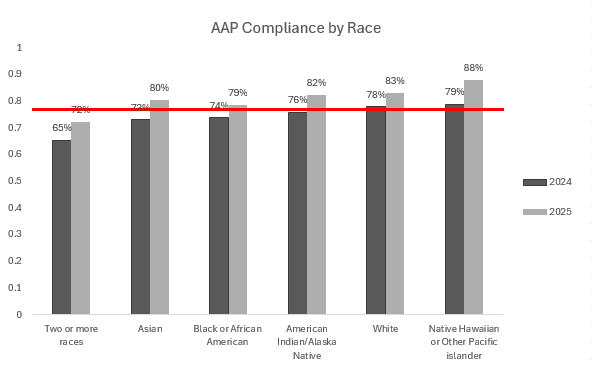 AAP Compliance by Race
1
0.9
0.8
0.7
0.6
0.5
0.4
0.3
0.2
0.1
0
65%
72%
73%
80%
74%
79%
76%
82%
78%
83%
79%
88%
Two or more
races
Asian
Black or African
American
American
Indian/Alaska
Native
White
Native Hawaiian
or Other Pacific
islander
2024
2025